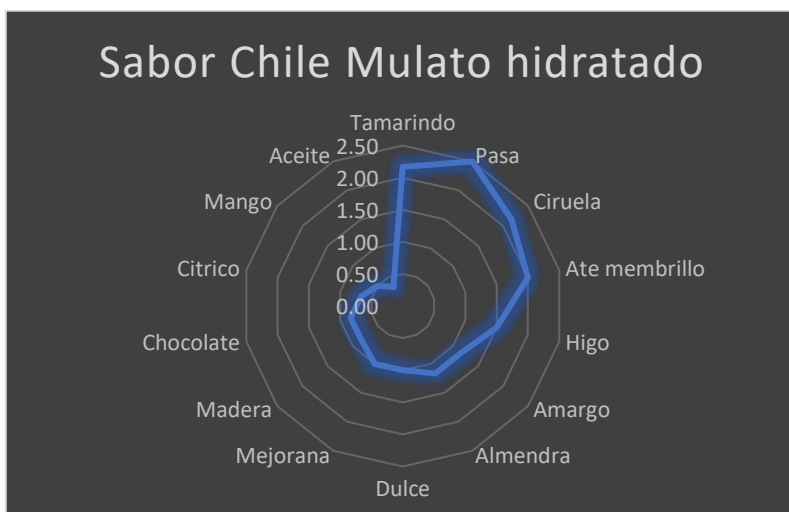 Sabor Chile Mulato hidratado
Tamarindo
Pasa
Ciruela
Ate membrillo
Higo
Amargo
Almendra
Dulce
Mejorana
Madera
Chocolate
Citrico
Mango
Aceite
2.50
2.00
1.50
1.00
0.50
0.00